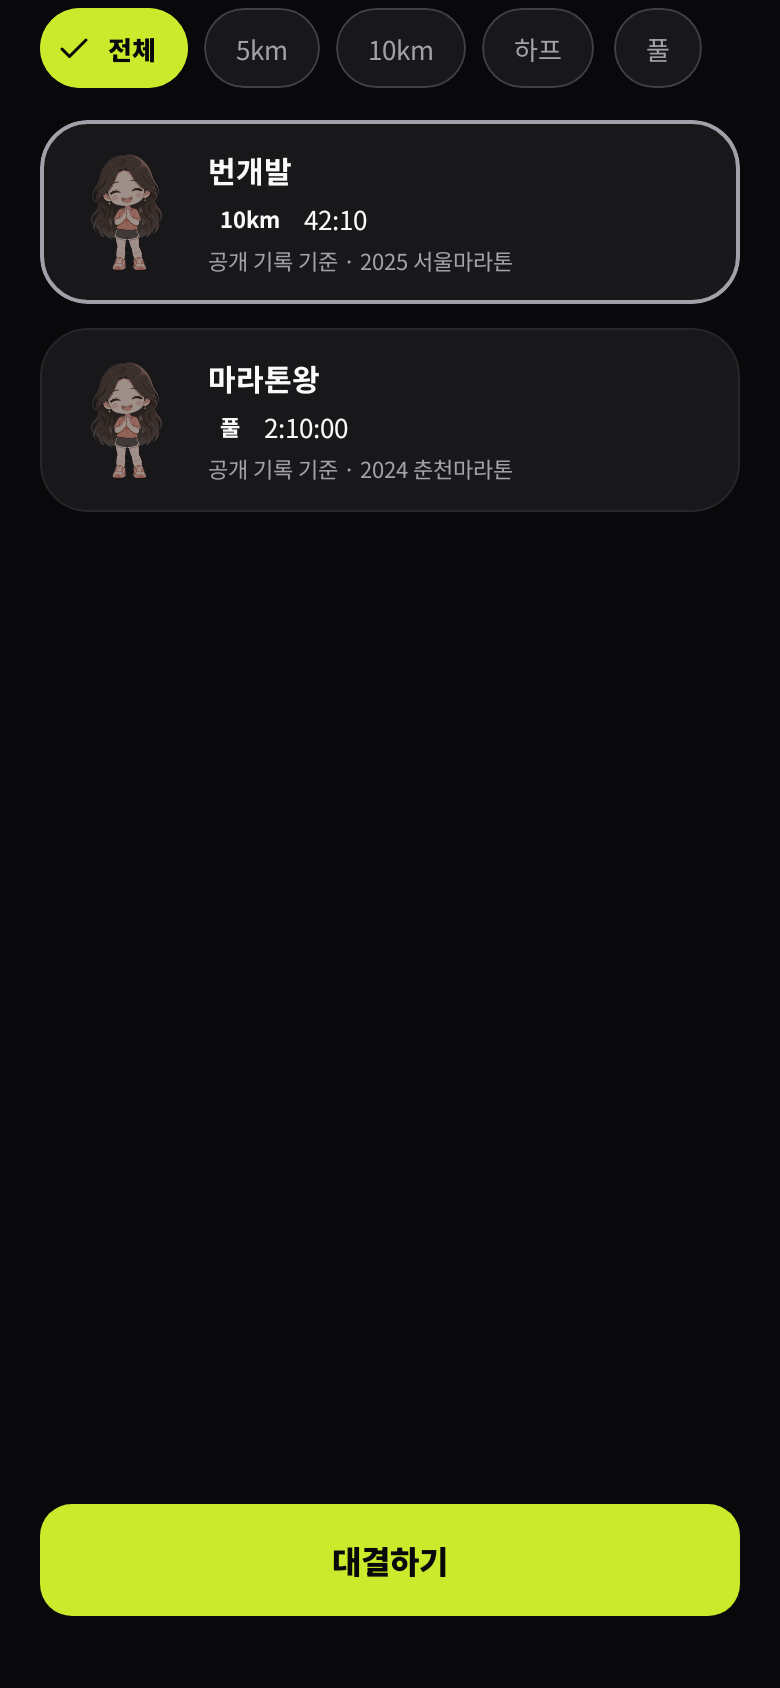 전체 5km 10km 하프 풀
번개발
10km 42:10
공개 기록 기준 · 2025 서울마라톤
마라톤왕
풀 2:10:00
공개 기록 기준 · 2024 춘천마라톤
대결하기